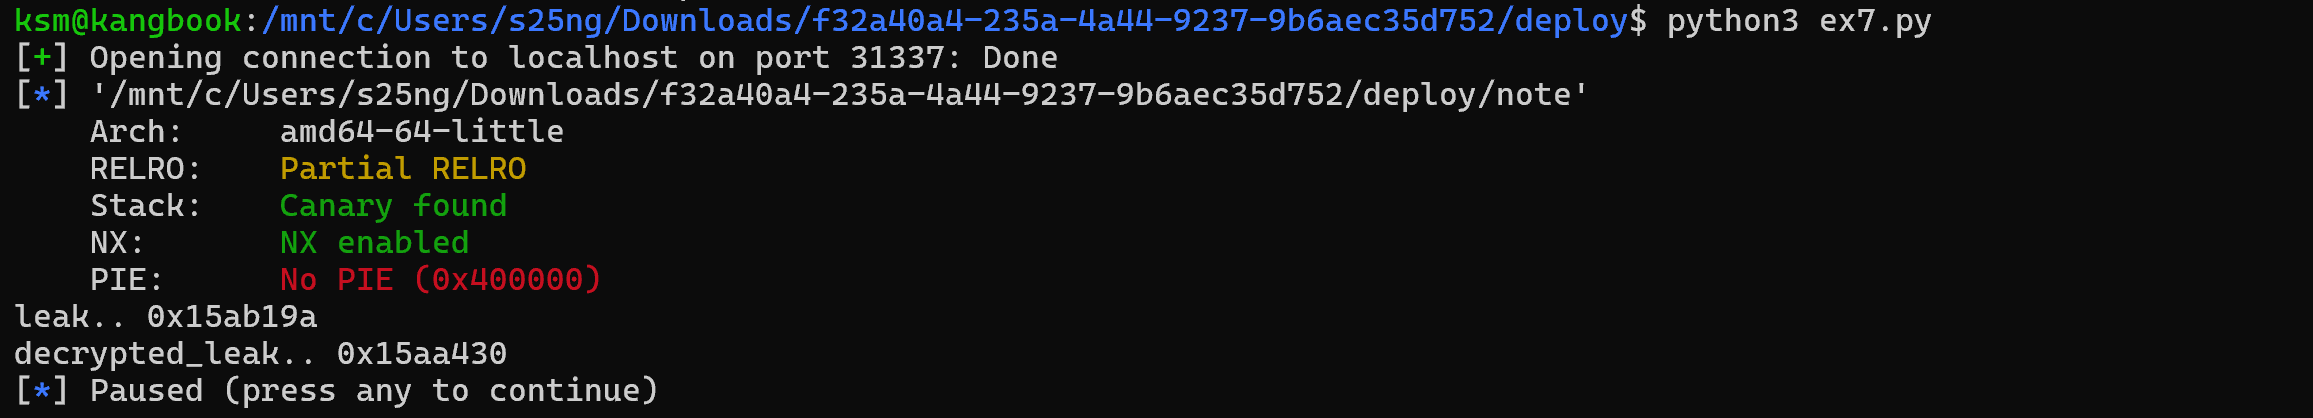 ksm@kangbook:/mnt/c/Users/s25ng/Downloads/f32a40a4-235a-4a44-9237-9b6aec35d752/deploy$ python3 ex7.py
[+] Opening connection to localhost on port 31337: Done
[*] '/mnt/c/Users/s25ng/Downloads/f32a40a4-235a-4a44-9237-9b6aec35d752/deploy/note'
    Arch:     amd64-64-little
    RELRO:    Partial RELRO
    Stack:    Canary found
    NX:       NX enabled
    PIE:      No PIE (0x400000)
leak.. 0x15ab19a
decrypted_leak.. 0x15aa430
[*] Paused (press any to continue)